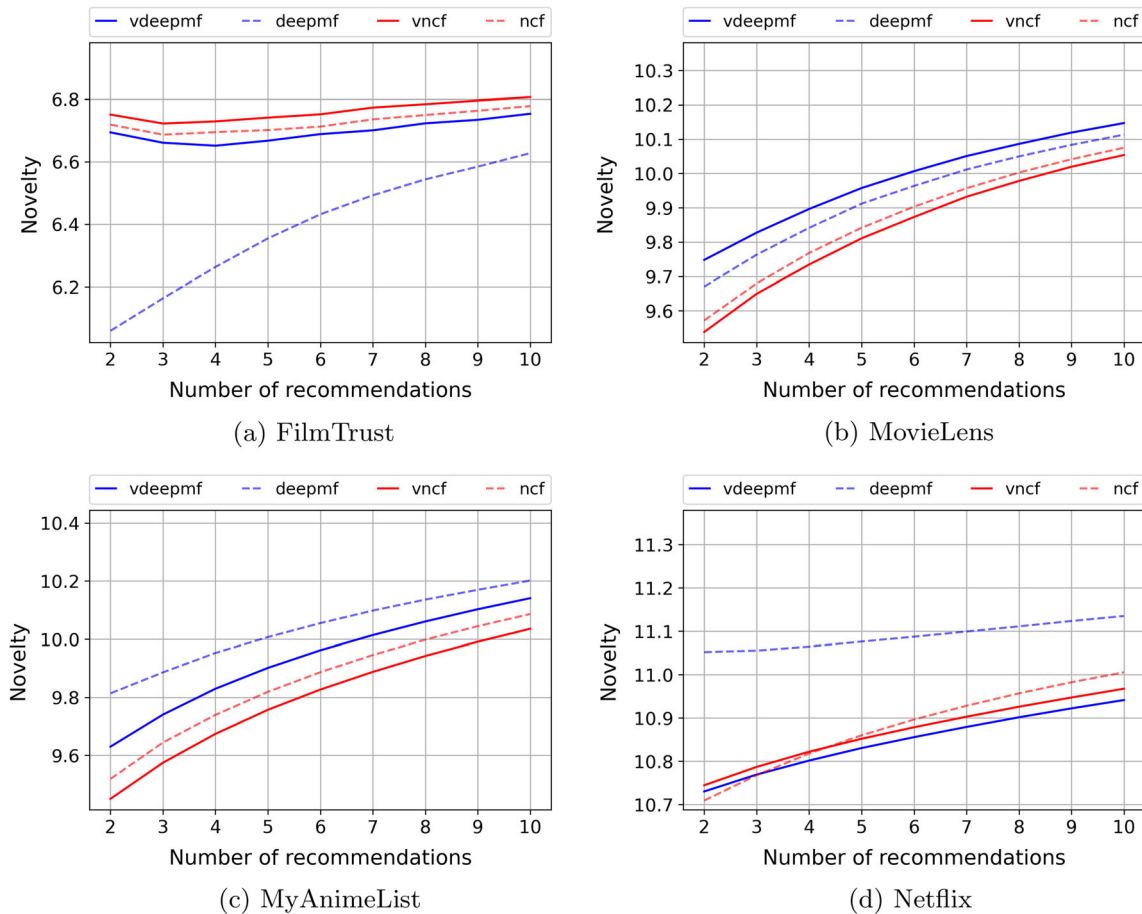 vdeepmf deepmf vncf ncf
6.8
6.6
6.4
6.2
Novelty
2 3 4 5 6 7 8 9 10
Number of recommendations
(a) FilmTrust
vdeepmf deepmf vncf ncf
10.3
10.2
10.1
10.0
9.9
9.8
9.7
9.6
Novelty
2 3 4 5 6 7 8 9 10
Number of recommendations
(b) MovieLens
vdeepmf deepmf vncf ncf
10.4
10.2
10.0
9.8
9.6
Novelty
2 3 4 5 6 7 8 9 10
Number of recommendations
(c) MyAnimeList
vdeepmf deepmf vncf ncf
11.3
11.2
11.1
11.0
10.9
10.8
10.7
Novelty
2 3 4 5 6 7 8 9 10
Number of recommendations
(d) Netflix